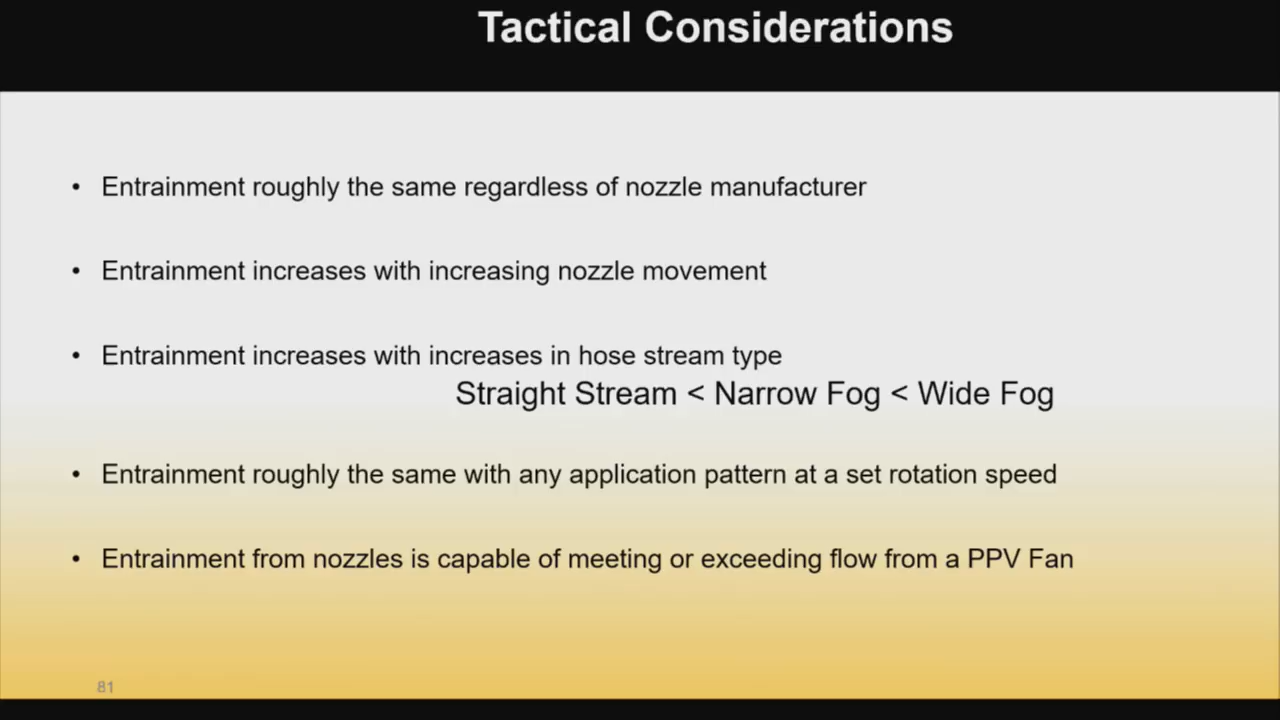 Tactical Considerations
• Entrainment roughly the same regardless of nozzle manufacturer
• Entrainment increases with increasing nozzle movement
• Entrainment increases with increases in hose stream type
Straight Stream < Narrow Fog < Wide Fog
• Entrainment roughly the same with any application pattern at a set rotation speed
• Entrainment from nozzles is capable of meeting or exceeding flow from a PPV Fan
81